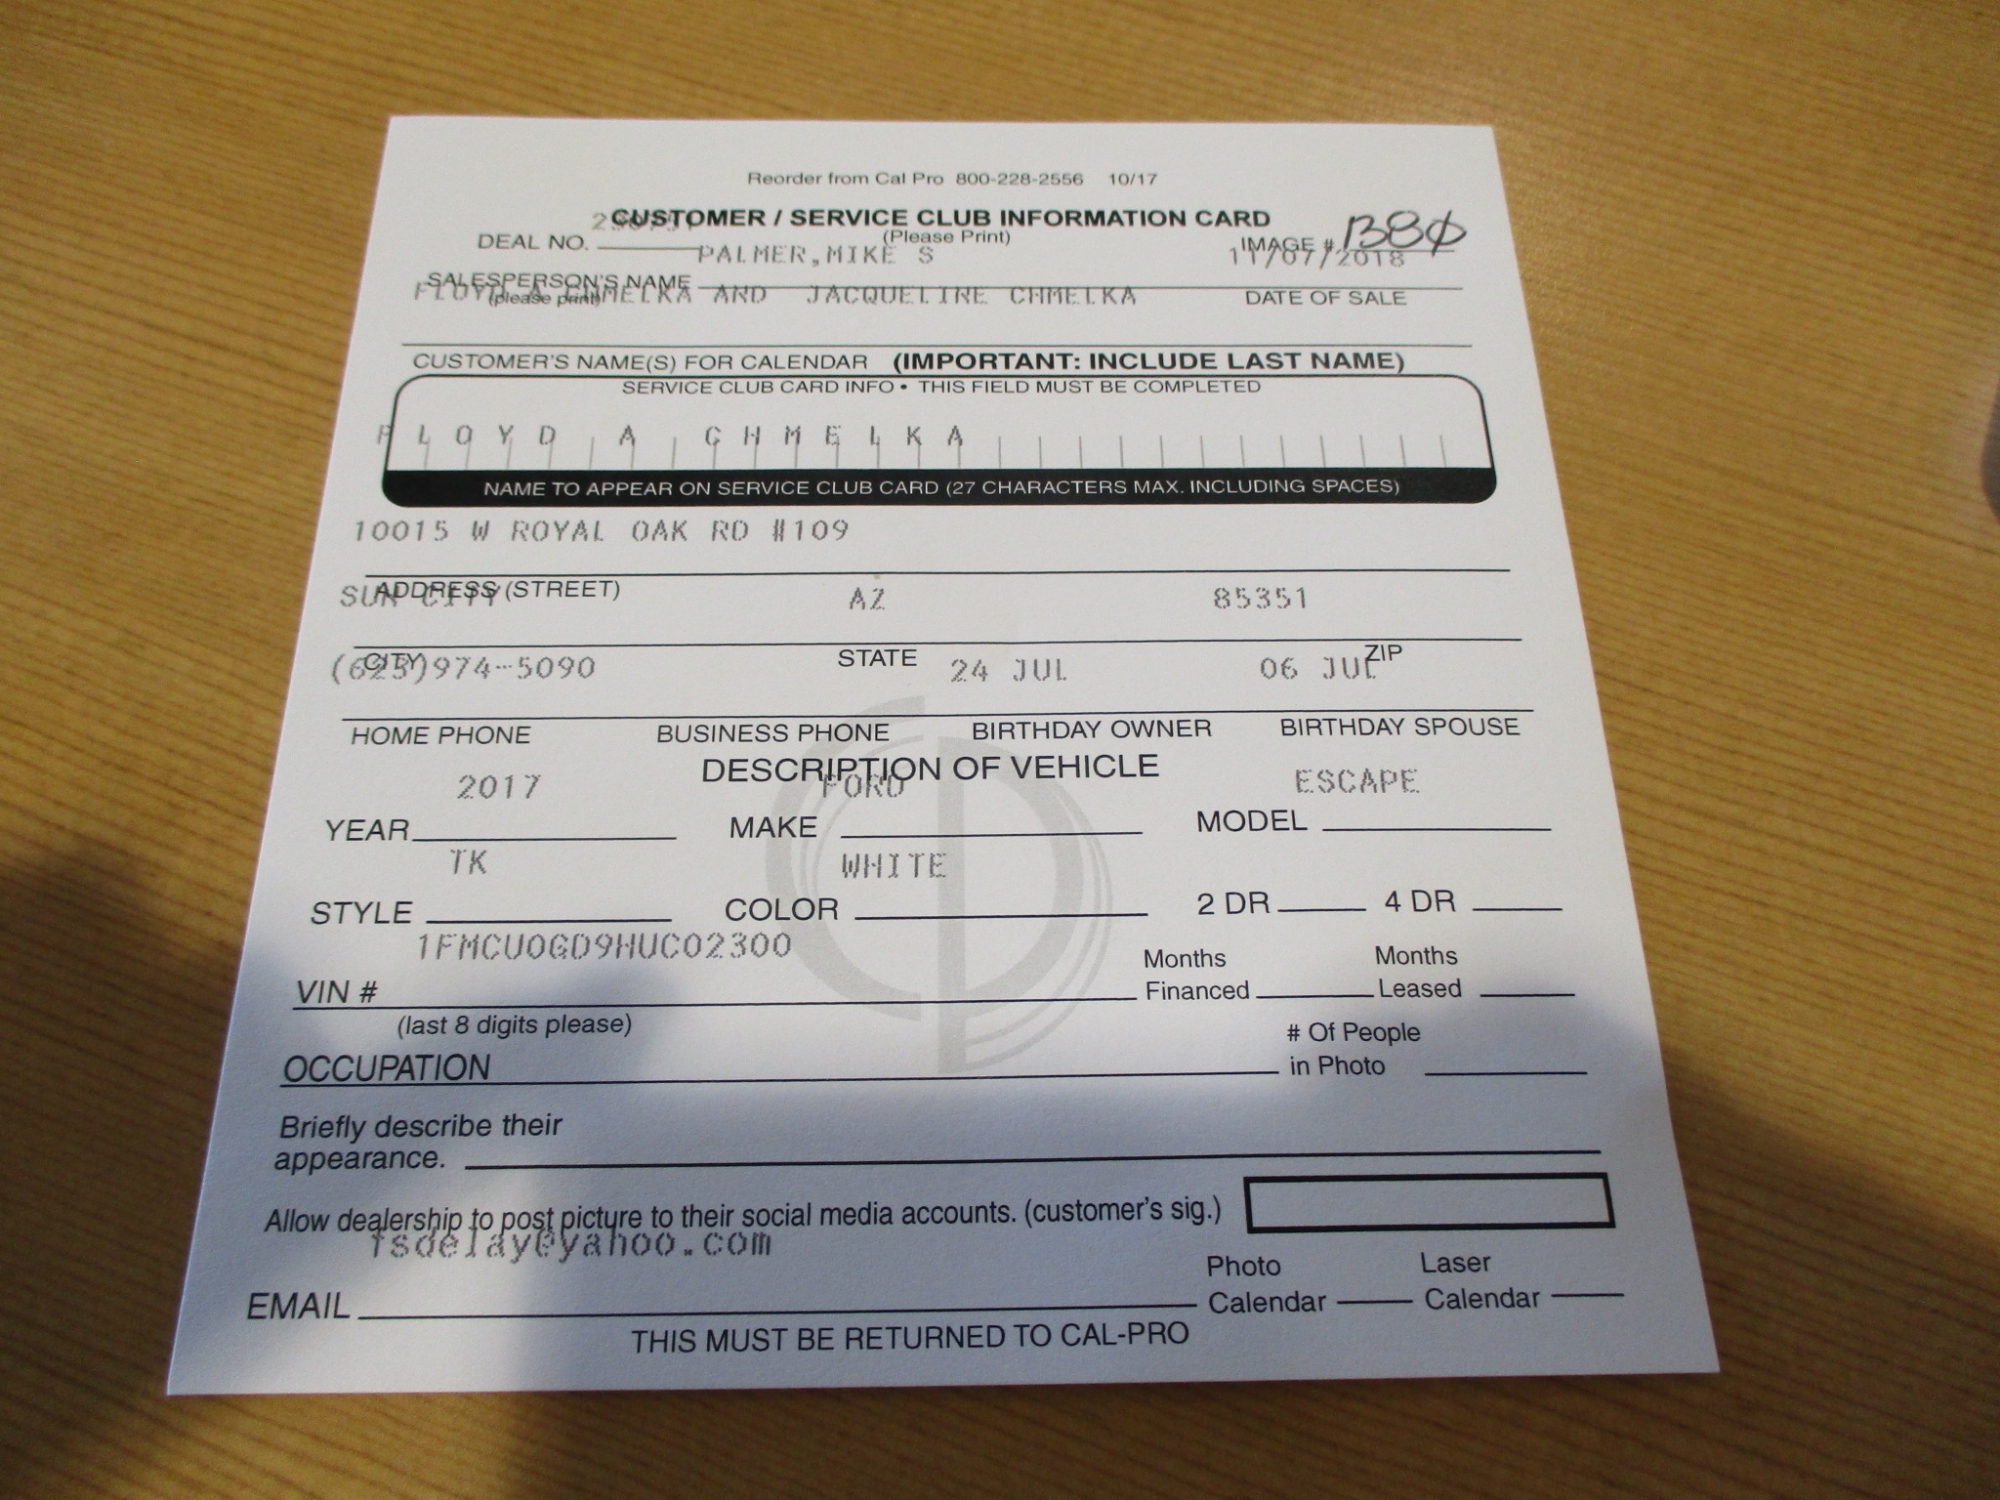 Reorder from Cal Pro 800-228-2556 10/17
CUSTOMER / SERVICE CLUB INFORMATION CARD
(Please Print)
DEAL NO.
IMAGE # B80
PALMER,MIKE S
11/07/2018
SALESPERSON'S NAME
(please print)
DATE OF SALE
FLOYD A CHMELKA AND JACQUELINE CHMELKA
CUSTOMER'S NAME(S) FOR CALENDAR (IMPORTANT: INCLUDE LAST NAME)
SERVICE CLUB CARD INFO • THIS FIELD MUST BE COMPLETED
FLOYD A CHMELKA
NAME TO APPEAR ON SERVICE CLUB CARD (27 CHARACTERS MAX. INCLUDING SPACES)
10015 W ROYAL OAK RD #109
ADDRESS (STREET)
SUN CITY AZ 85351
CITY STATE ZIP
(623)974-5090 24 JUL 06 JUL
HOME PHONE BUSINESS PHONE BIRTHDAY OWNER BIRTHDAY SPOUSE
DESCRIPTION OF VEHICLE
2017 FORD ESCAPE
YEAR MAKE MODEL
TK WHITE
STYLE COLOR 2 DR 4 DR
1FMCU0GD9HUC02300
VIN # Months Financed Months Leased
(last 8 digits please)
OCCUPATION # Of People in Photo
Briefly describe their
appearance.
Allow dealership to post picture to their social media accounts. (customer's sig.)
fsdelay@yahoo.com
EMAIL Photo Calendar Laser Calendar
THIS MUST BE RETURNED TO CAL-PRO